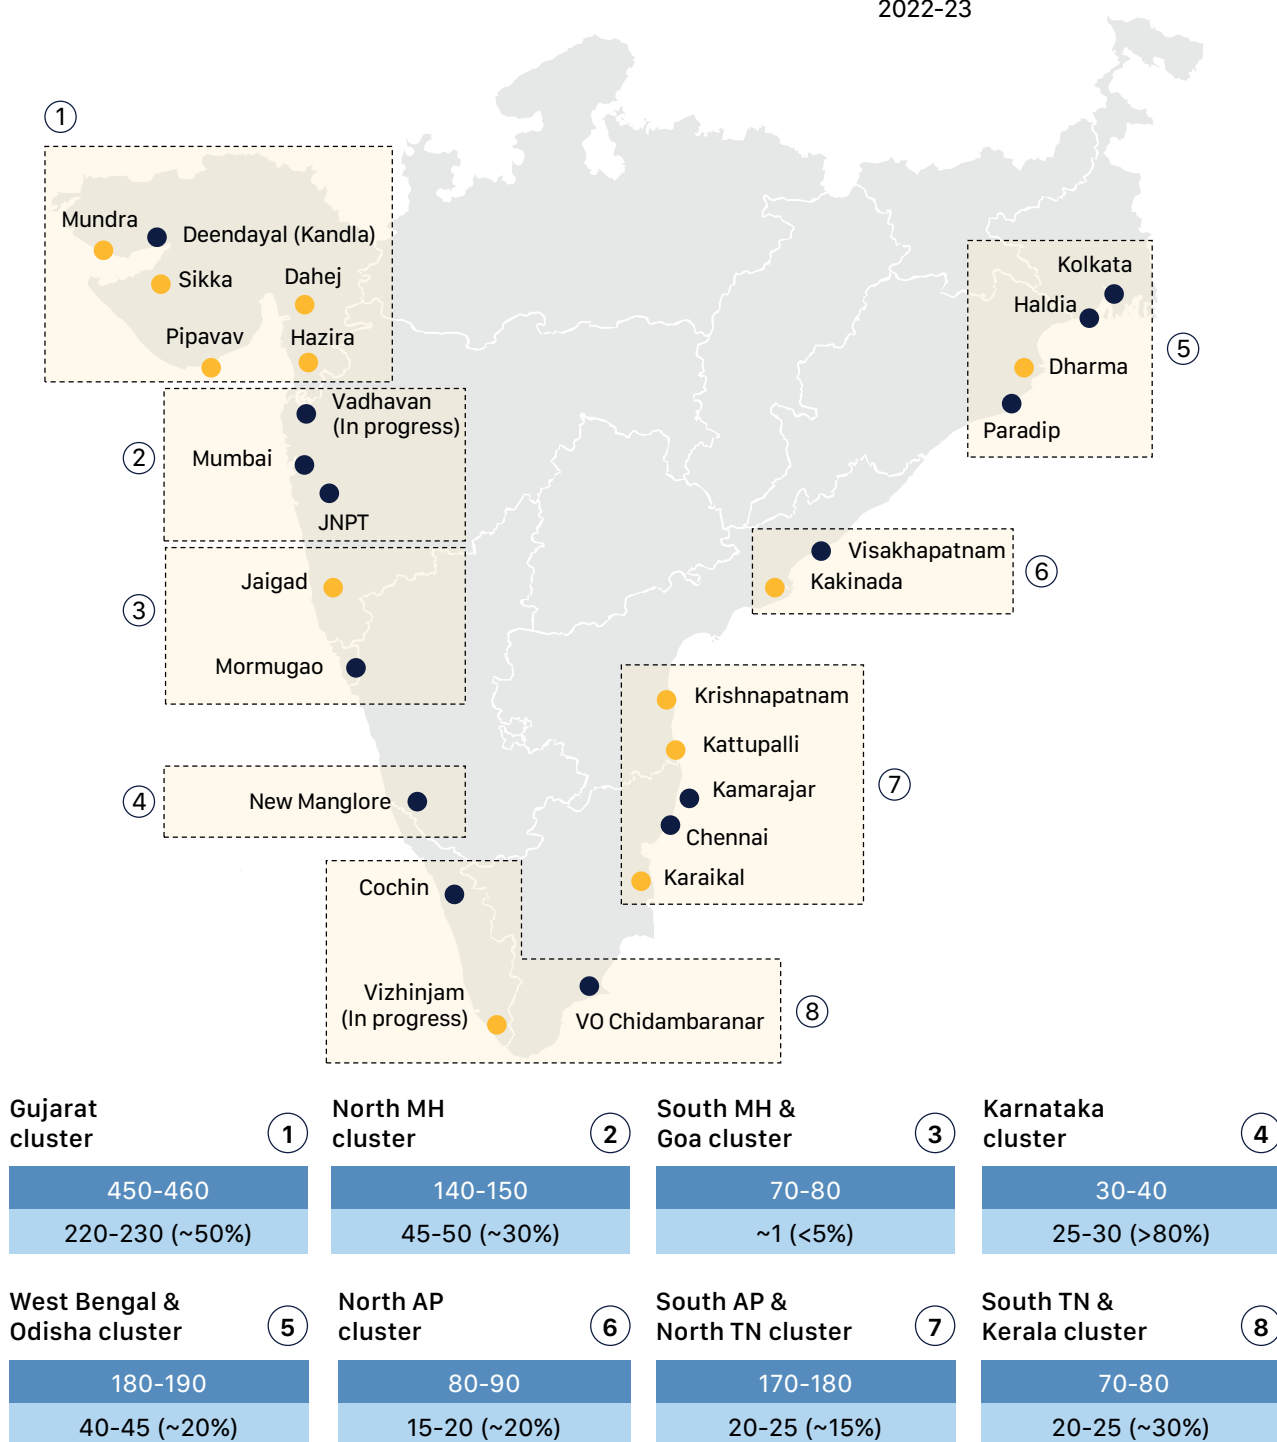 2022-23
1
Mundra
Deendayal (Kandla)
Sikka
Dahej
Pipavav
Hazira
Kolkata
Haldia
5
Dharma
Paradip
Vadhavan
(In progress)
2
Mumbai
JNPT
Visakhapatnam
6
Kakinada
Jaigad
3
Mormugao
Krishnapatnam
Kattupalli
7
Kamarajar
Chennai
Karaikal
4
New Manglore
Cochin
Vizhinjam
(In progress)
VO Chidambaranar
8
Gujarat
cluster
1
450-460
220-230 (~50%)
North MH
cluster
2
140-150
45-50 (~30%)
South MH &
Goa cluster
3
70-80
~1 (<5%)
Karnataka
cluster
4
30-40
25-30 (>80%)
West Bengal &
Odisha cluster
5
180-190
40-45 (~20%)
North AP
cluster
6
80-90
15-20 (~20%)
South AP &
North TN cluster
7
170-180
20-25 (~15%)
South TN &
Kerala cluster
8
70-80
20-25 (~30%)